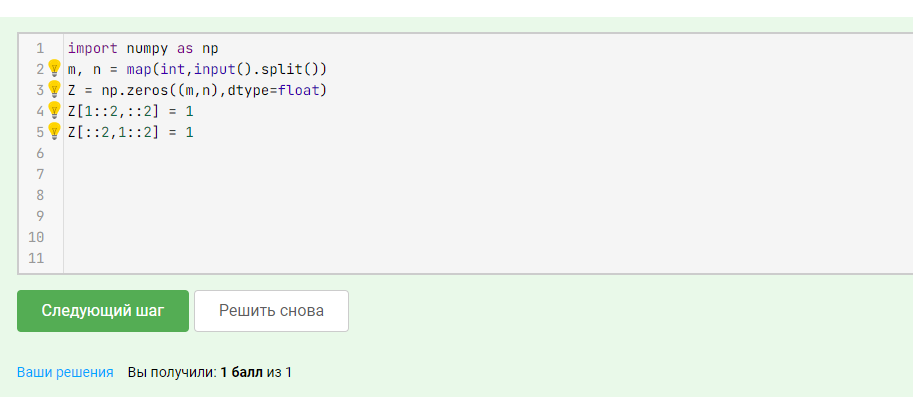 1 import numpy as np
2 m, n = map(int,input().split())
3 Z = np.zeros((m,n),dtype=float)
4 Z[1::2,::2] = 1
5 Z[::2,1::2] = 1
6
7
8
9
10
11
Следующий шаг Решить снова
Ваши решения Вы получили: 1 балл из 1